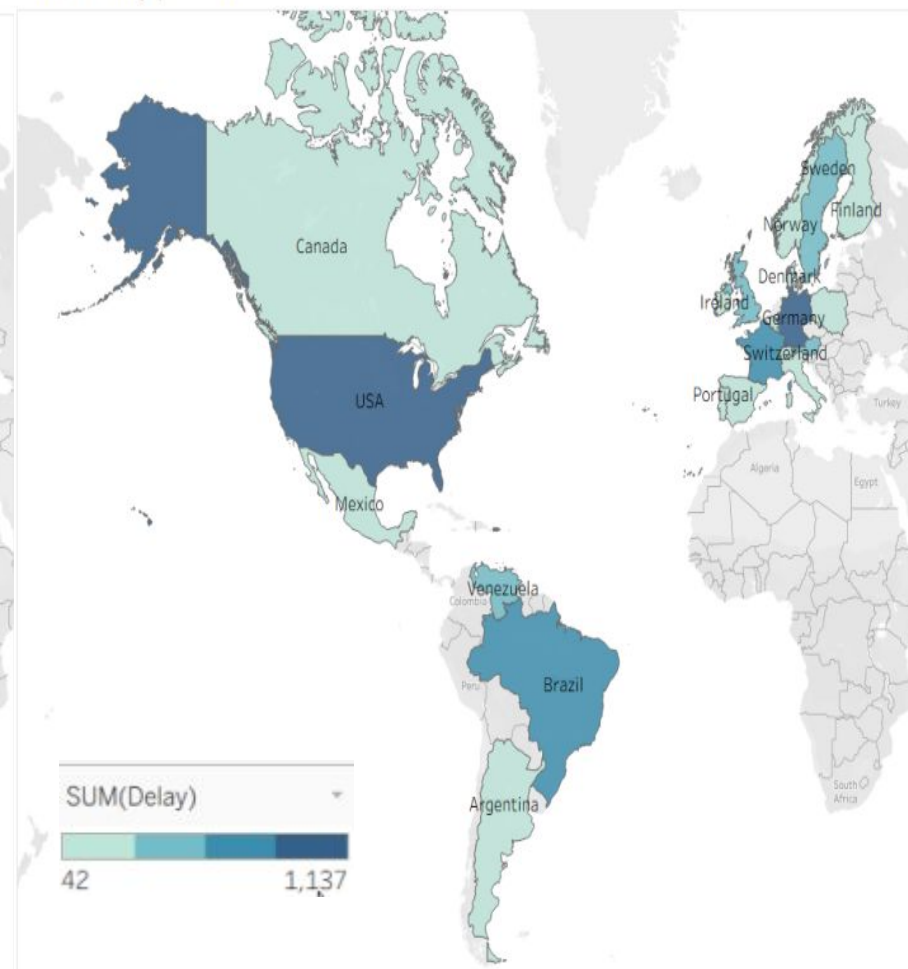 Canada
USA
Mexico
Venezuela
Colombia
Peru
Brazil
Argentina
Sweden
Finland
Norway
Denmark
Ireland
Germany
Switzerland
Portugal
Turkey
Algeria
Egypt
South
Africa
SUM(Delay)
42 1,137